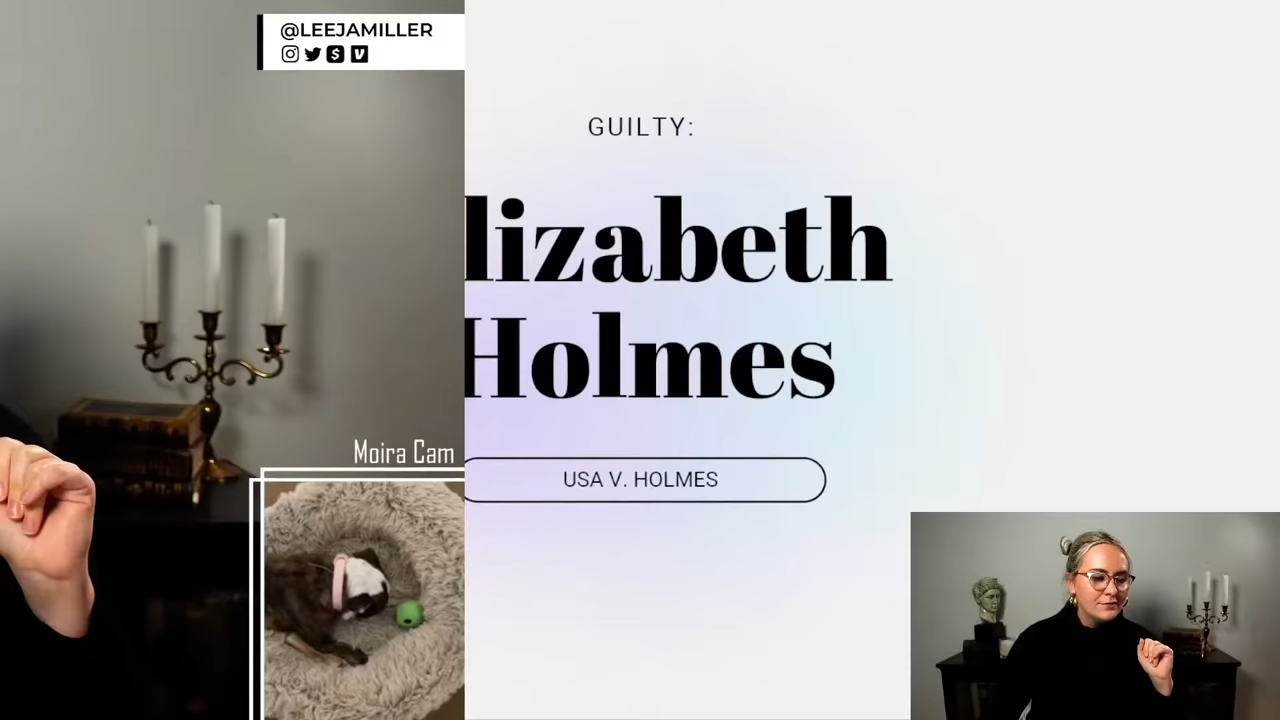 @LEEJAMILLER
GUILTY:
lizabeth
Holmes
Moira Cam
USA V. HOLMES